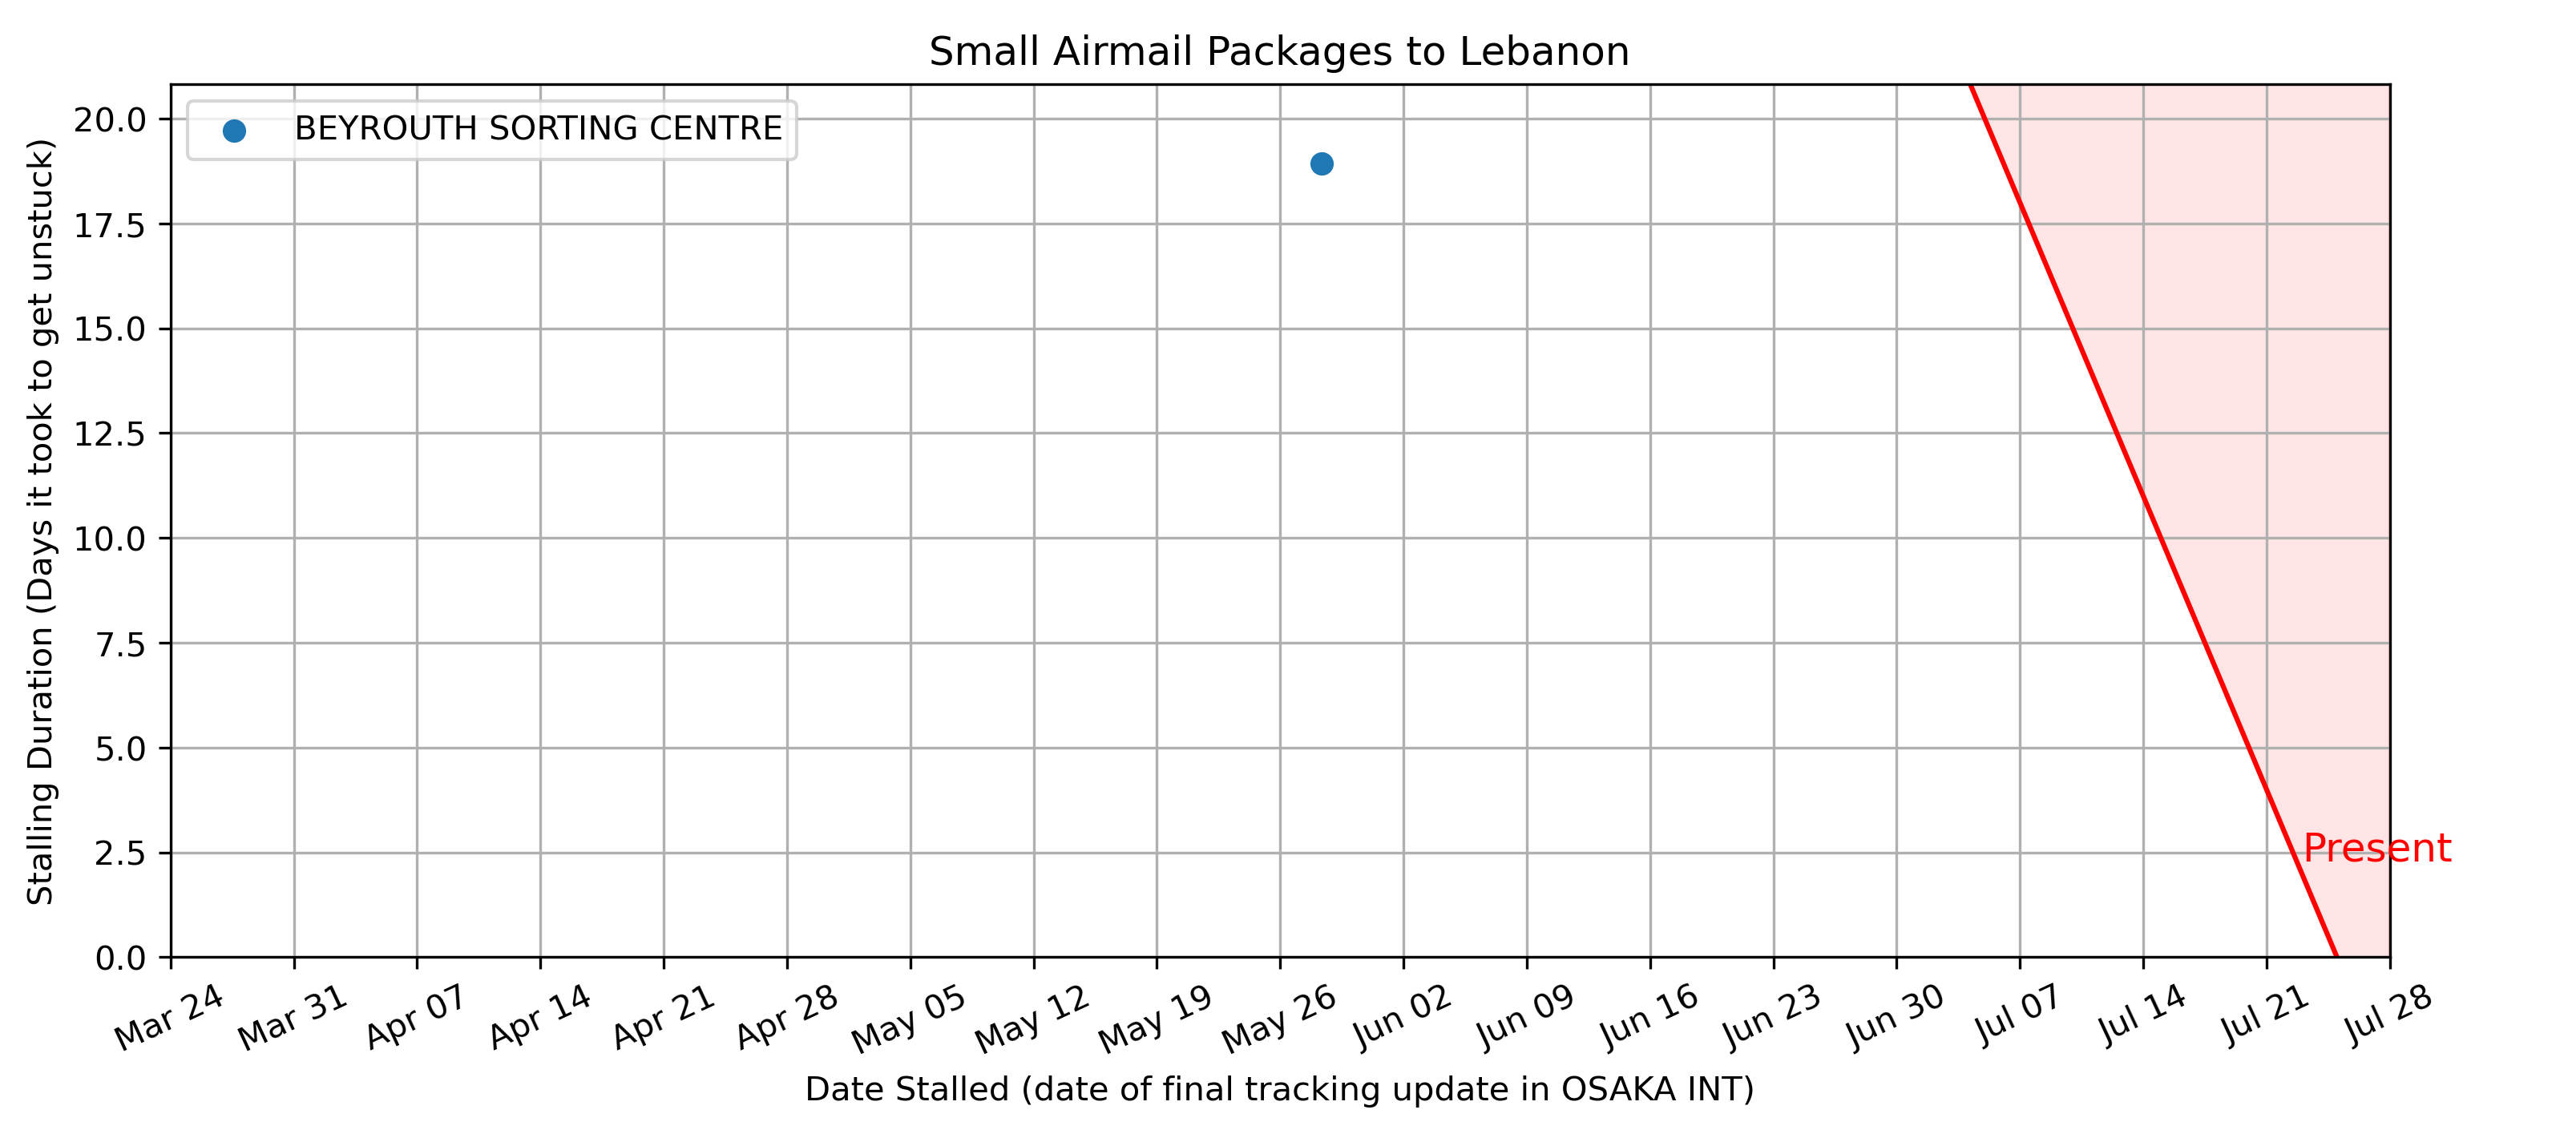 Small Airmail Packages to Lebanon
BEYROUTH SORTING CENTRE
Stalling Duration (Days it took to get unstuck)
20.0
17.5
15.0
12.5
10.0
7.5
5.0
2.5
0.0
Present
Mar 24
Mar 31
Apr 07
Apr 14
Apr 21
Apr 28
May 05
May 12
May 19
May 26
Jun 02
Jun 09
Jun 16
Jun 23
Jun 30
Jul 07
Jul 14
Jul 21
Jul 28
Date Stalled (date of final tracking update in OSAKA INT)